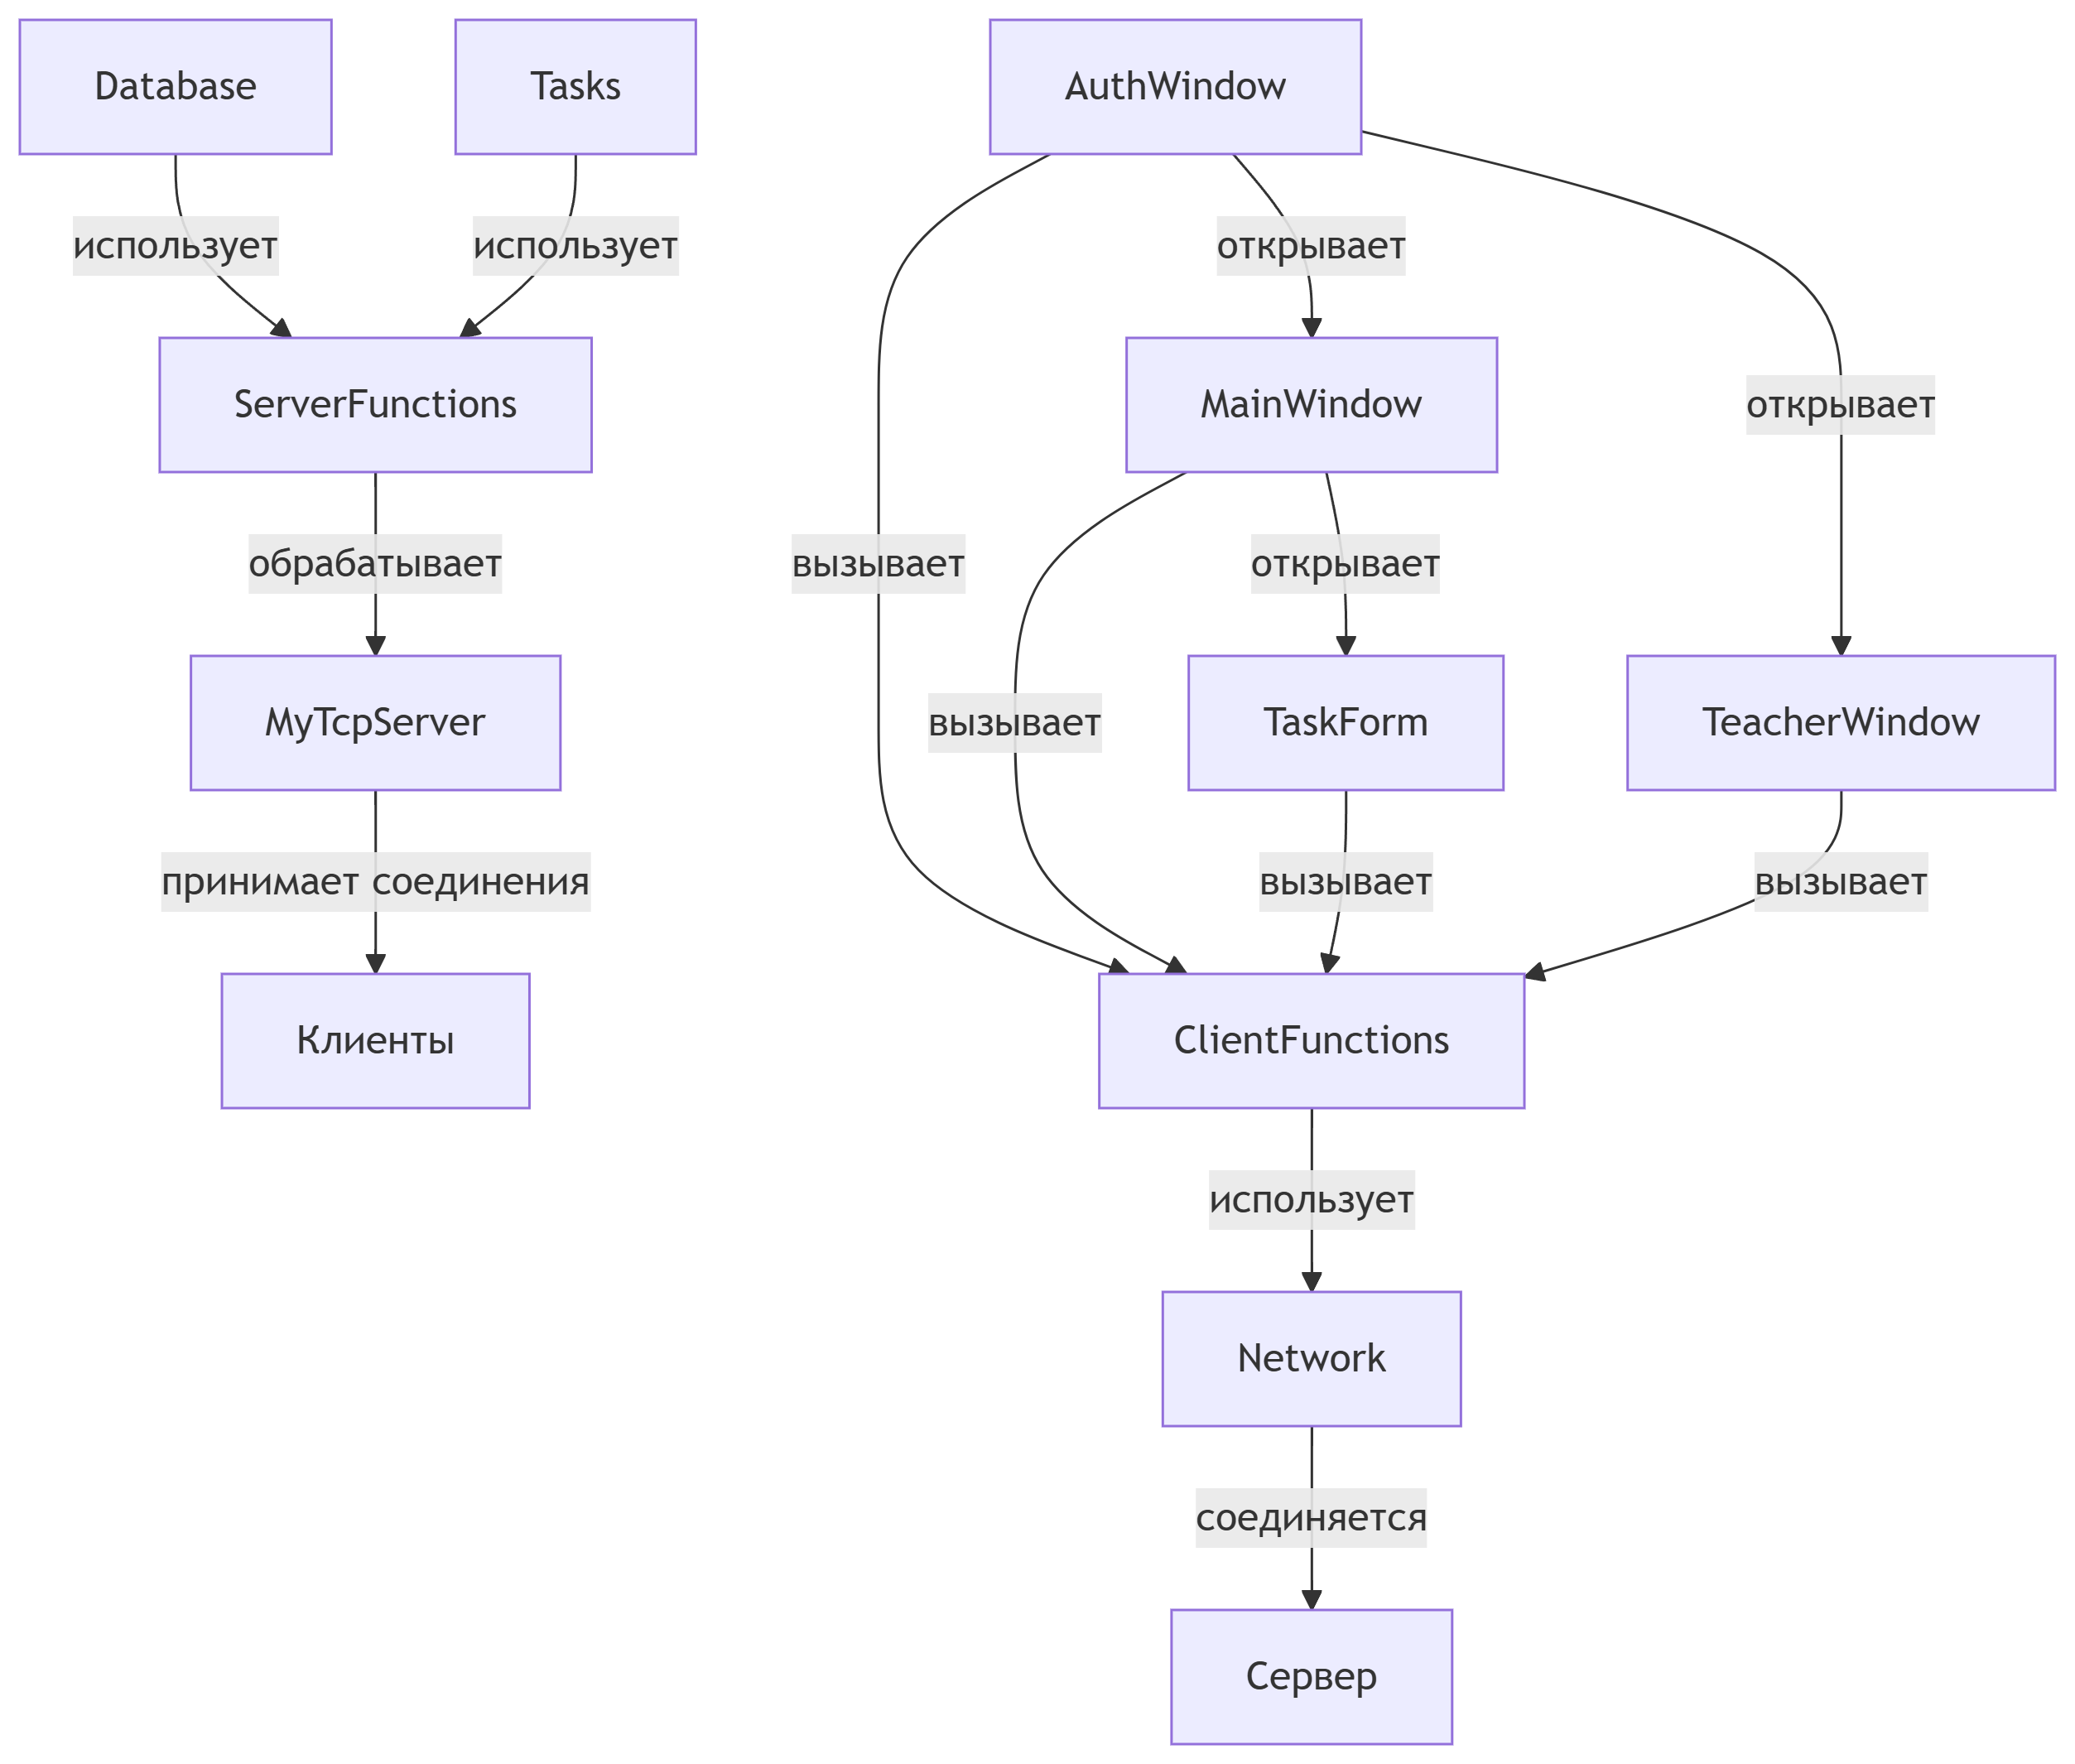 Database
Tasks
AuthWindow
использует
использует
открывает
ServerFunctions
MainWindow
открывает
обрабатывает
вызывает
открывает
MyTcpServer
вызывает
TaskForm
TeacherWindow
принимает соединения
вызывает
вызывает
Клиенты
ClientFunctions
использует
Network
соединяется
Сервер